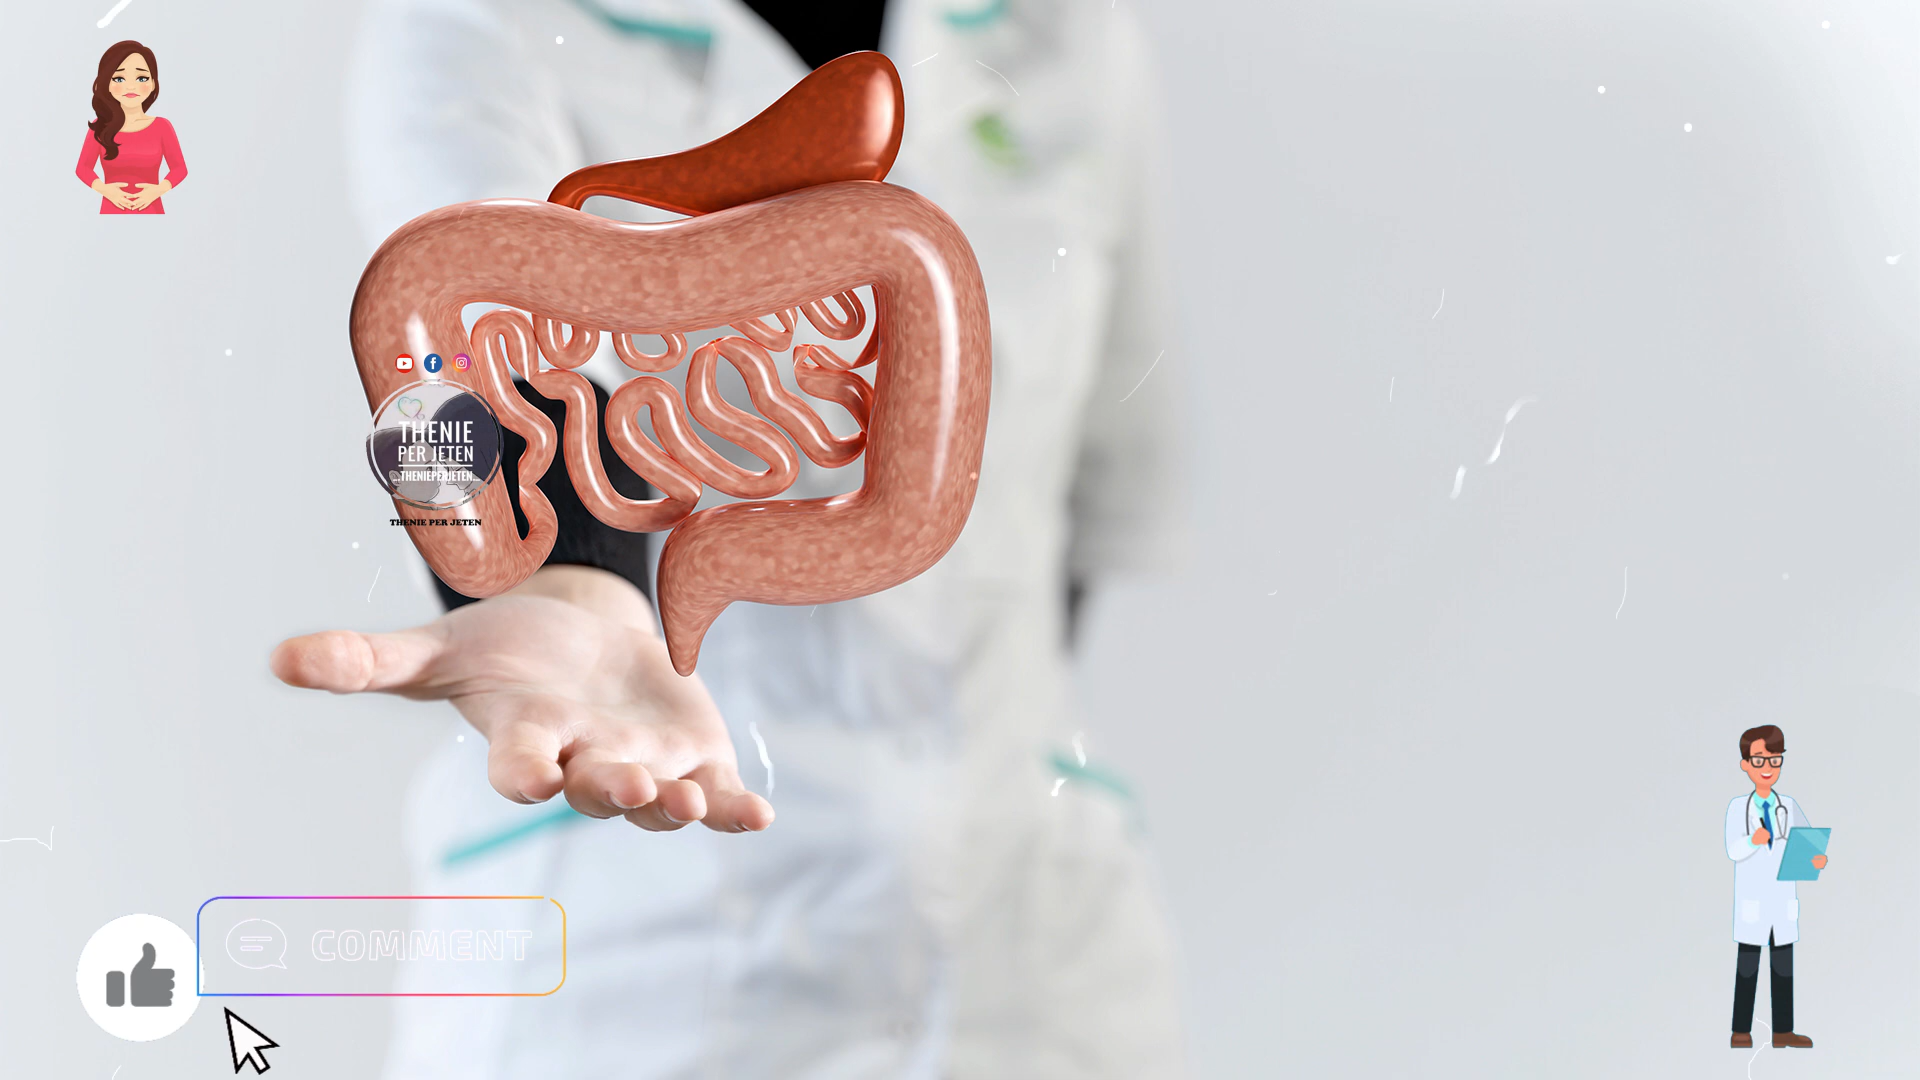 THENIE
PER JETEN
...THENIEPERJETEN...
THENIE PER JETEN
COMMENT